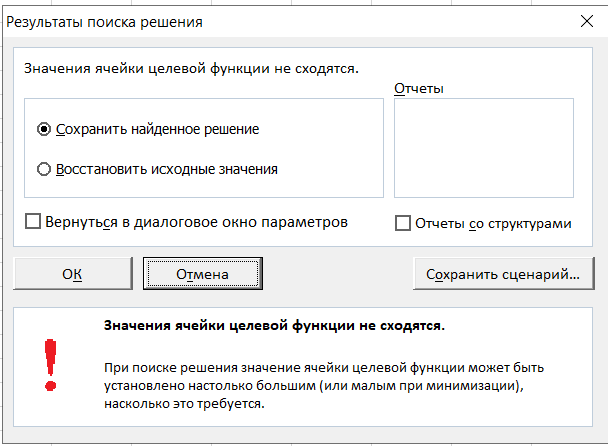 Результаты поиска решения
Значения ячейки целевой функции не сходятся.
Отчеты
Сохранить найденное решение
Восстановить исходные значения
Вернуться в диалоговое окно параметров
Отчеты со структурами
ОК
Отмена
Сохранить сценарий...
Значения ячейки целевой функции не сходятся.
При поиске решения значение ячейки целевой функции может быть
установлено настолько большим (или малым при минимизации),
насколько это требуется.